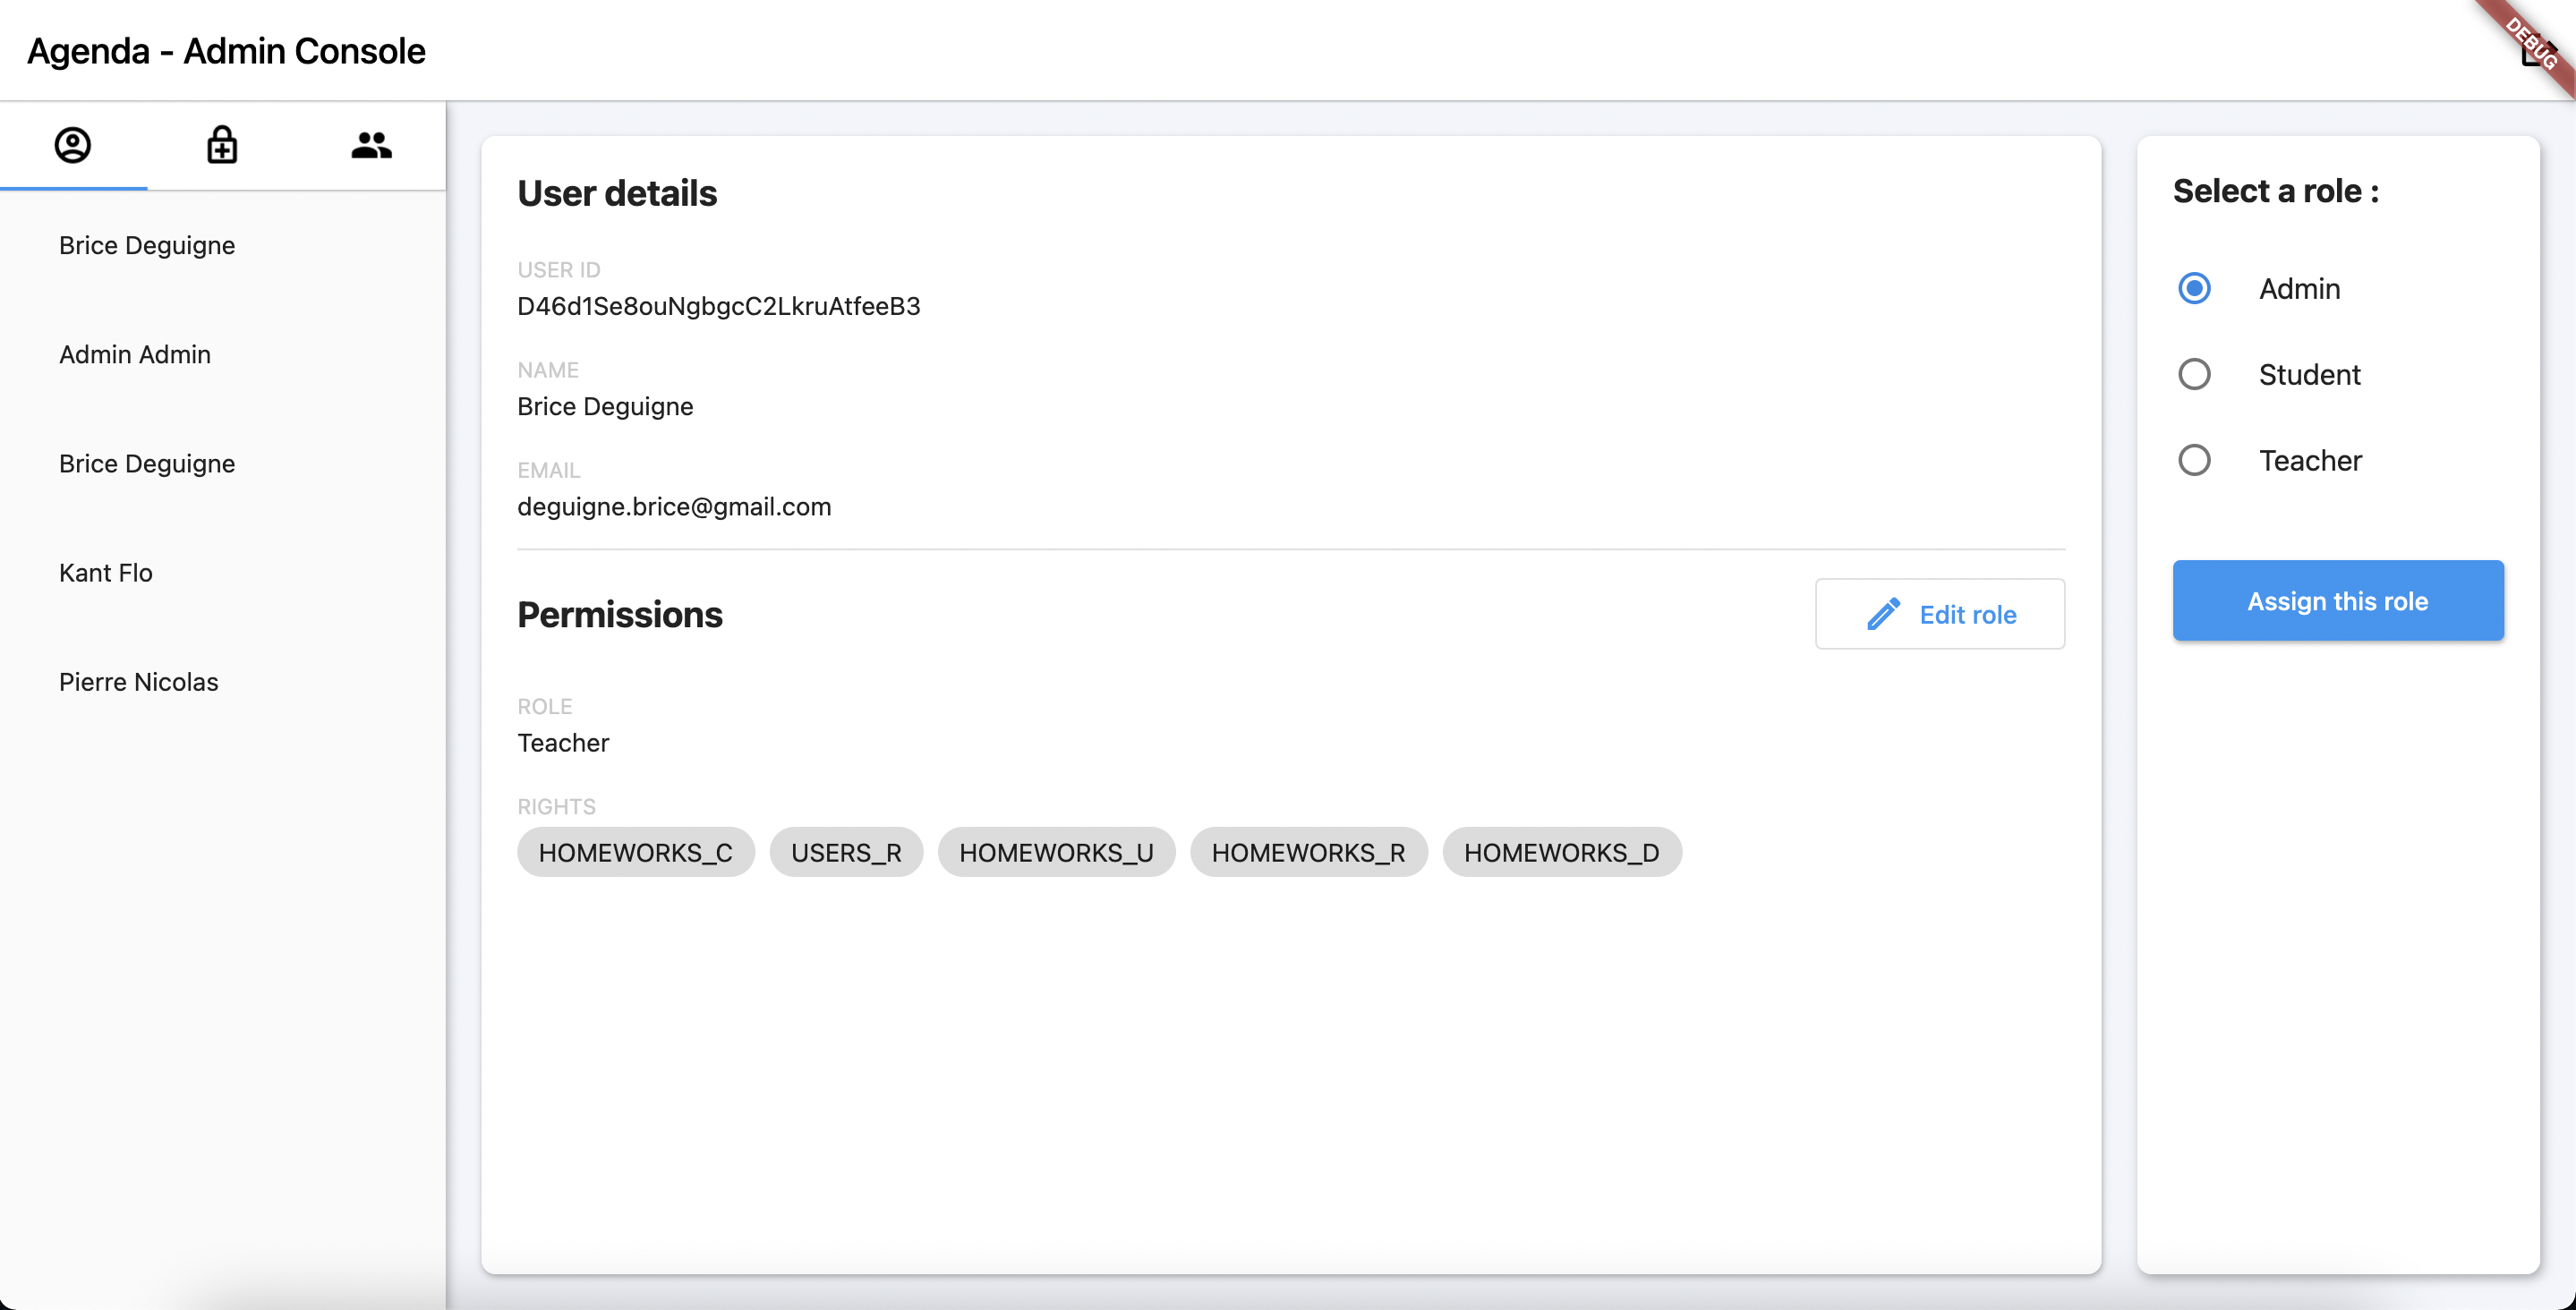 Agenda - Admin Console
DEBUG
Brice Deguigne
Admin Admin
Brice Deguigne
Kant Flo
Pierre Nicolas
User details
USER ID
D46d1Se8ouNgbgcC2LkruAtfeeB3
NAME
Brice Deguigne
EMAIL
deguigne.brice@gmail.com
Permissions
Edit role
ROLE
Teacher
RIGHTS
HOMEWORKS_C USERS_R HOMEWORKS_U HOMEWORKS_R HOMEWORKS_D
Select a role :
Admin
Student
Teacher
Assign this role